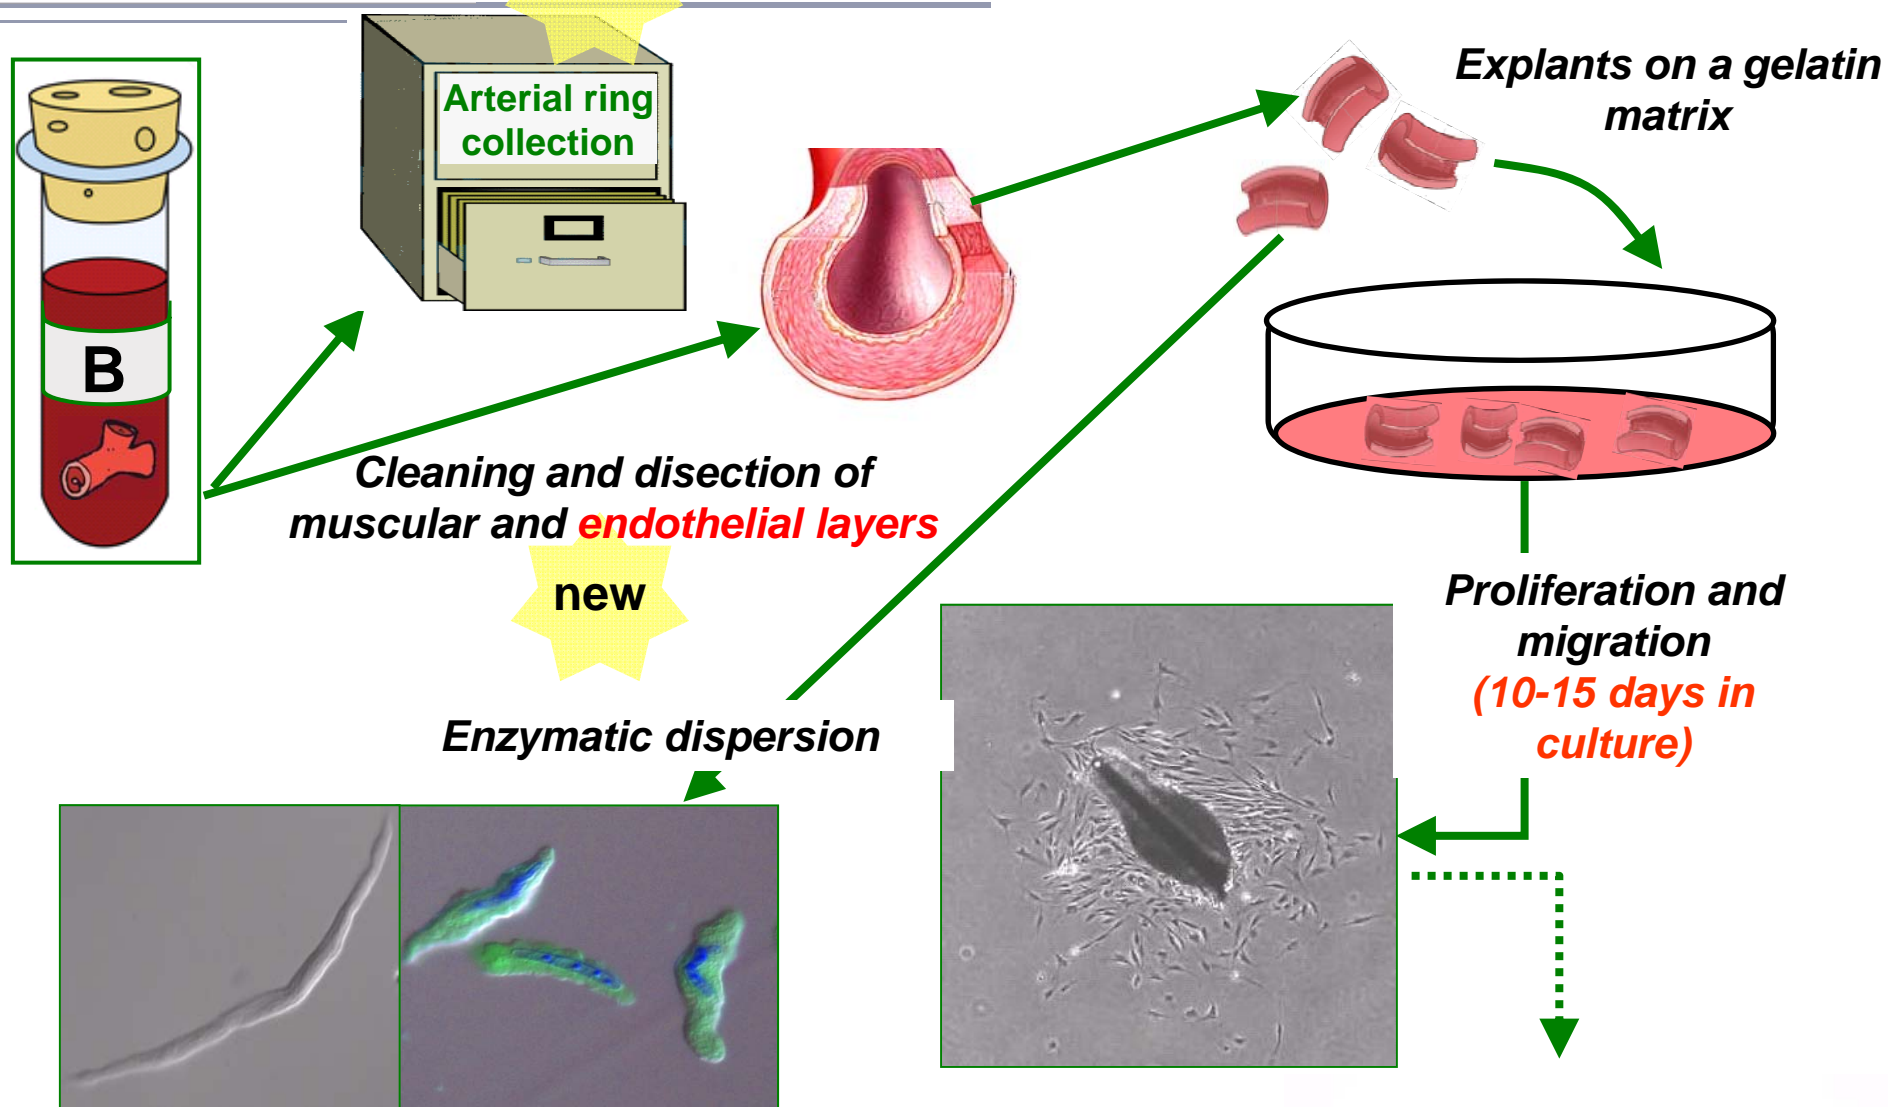 Arterial ring
collection
Explants on a gelatin
matrix
B
Cleaning and disection of
muscular and endothelial layers
new
Proliferation and
migration
(10-15 days in
culture)
Enzymatic dispersion